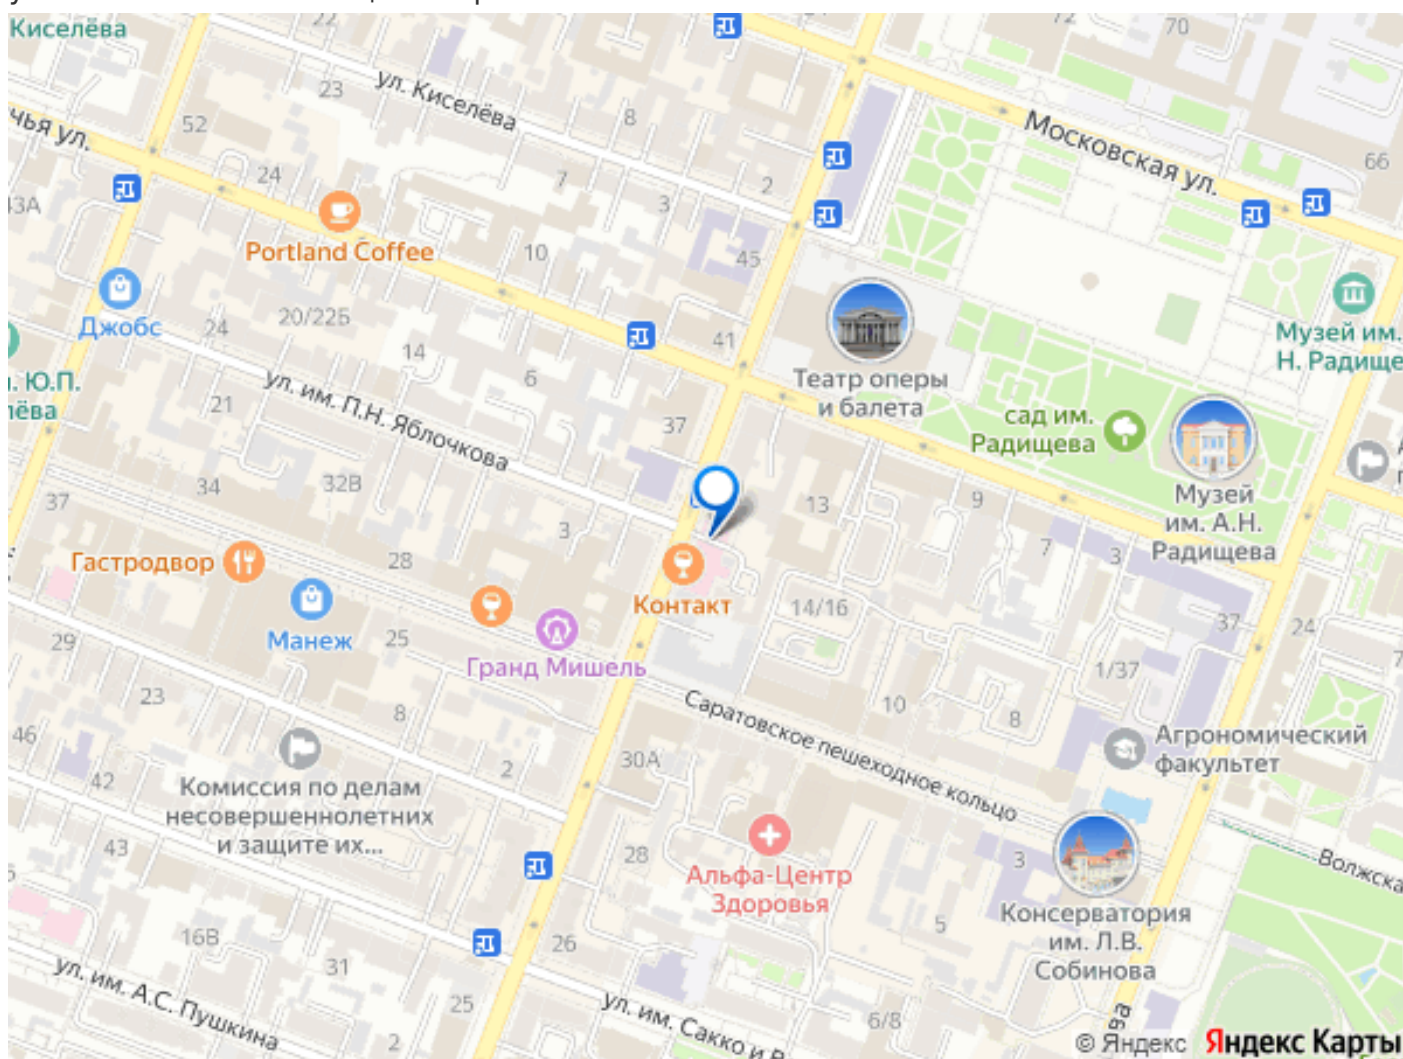 Киселёва
22
72
70
ул. Киселёва
23
8
52
чья ул.
Московская ул.
66
24
7
2
43А
3
Portland Coffee
10
45
Джобс
24
20/22Б
14
41
6
Театр оперы
и балета
Музей им.
Н. Радище
. Ю.П.
лёва
21
ул. им. П.Н. Яблочкова
37
сад им.
Радищева
34
32В
37
3
13
9
Музей
им. А.Н.
Радищева
Гастродвор
28
7
3
Контакт
14/16
Манеж
25
29
Гранд Мишель
37
24
7
1/37
23
8
Саратовское пешеходное кольцо
10
8
46
42
Агрономический
факультет
30А
2
Комиссия по делам
несовершеннолетних
и защите их...
43
28
Альфа-Центр
Здоровья
3
Волжска
Консерватория
им. Л.В.
Собинова
5
16В
31
26
25
ул. им. А.С. Пушкина
2
ул. им. Сакко и В
6/8
ва
© Яндекс Яндекс Карты